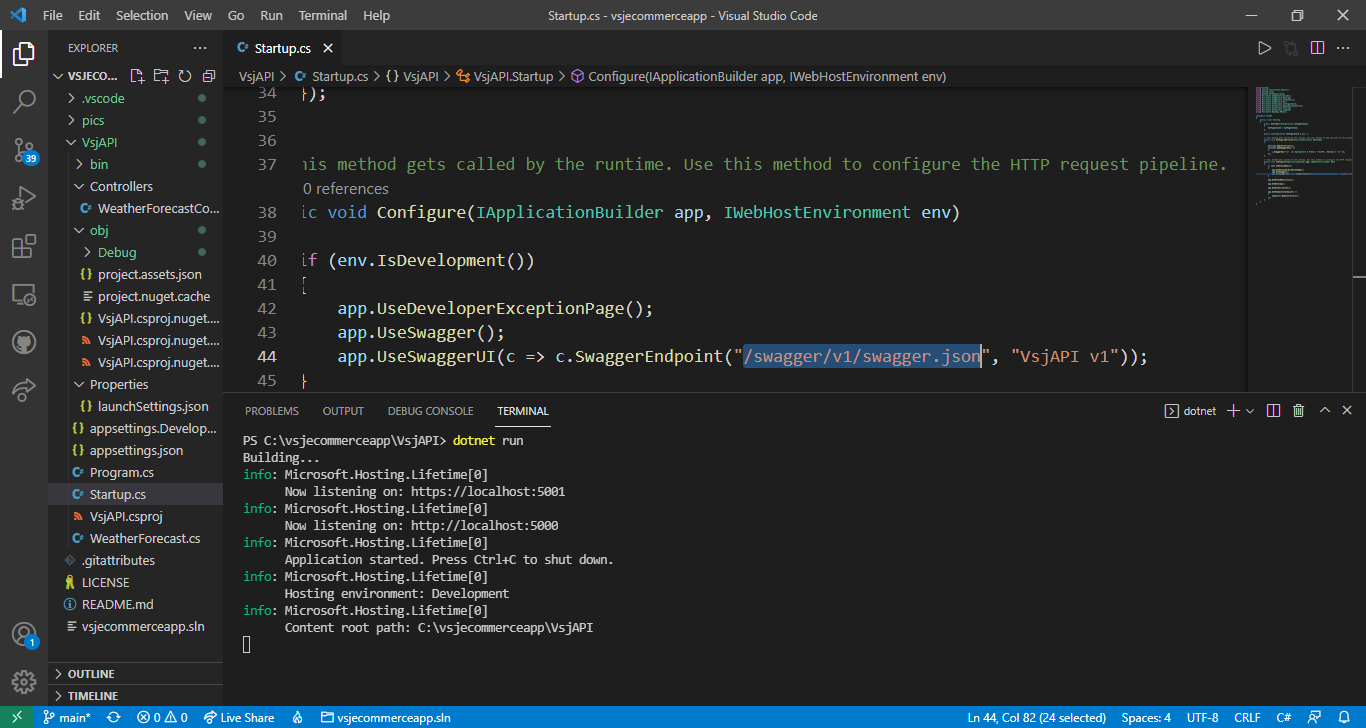 File Edit Selection View Go Run Terminal Help
Startup.cs - vsjecommerceapp - Visual Studio Code
EXPLORER
VSJECO...
.vscode
pics
VsjAPI
bin
Controllers
WeatherForecastCo...
obj
Debug
project.assets.json
project.nuget.cache
VsjAPI.csproj.nuget....
VsjAPI.csproj.nuget....
VsjAPI.csproj.nuget....
Properties
launchSettings.json
appsettings.Develop...
appsettings.json
Program.cs
Startup.cs
VsjAPI.csproj
WeatherForecast.cs
.gitattributes
LICENSE
README.md
vsjecommerceapp.sln
OUTLINE
TIMELINE
39
1
Startup.cs
VsjAPI > Startup.cs > {} VsjAPI > VsjAPI.Startup > Configure(IApplicationBuilder app, IWebHostEnvironment env)
34 });
35
36
37 his method gets called by the runtime. Use this method to configure the HTTP request pipeline.
0 references
38 ic void Configure(IApplicationBuilder app, IWebHostEnvironment env)
39
40 if (env.IsDevelopment())
41 {
42 app.UseDeveloperExceptionPage();
43 app.UseSwagger();
44 app.UseSwaggerUI(c => c.SwaggerEndpoint("/swagger/v1/swagger.json", "VsjAPI v1"));
45 }
PROBLEMS OUTPUT DEBUG CONSOLE TERMINAL
dotnet
PS C:\vsjecommerceapp\VsjAPI> dotnet run
Building...
info: Microsoft.Hosting.Lifetime[0]
Now listening on: https://localhost:5001
info: Microsoft.Hosting.Lifetime[0]
Now listening on: http://localhost:5000
info: Microsoft.Hosting.Lifetime[0]
Application started. Press Ctrl+C to shut down.
info: Microsoft.Hosting.Lifetime[0]
Hosting environment: Development
info: Microsoft.Hosting.Lifetime[0]
Content root path: C:\vsjecommerceapp\VsjAPI
main* 0 0 Live Share vsjecommerceapp.sln
Ln 44, Col 82 (24 selected) Spaces: 4 UTF-8 CRLF C#